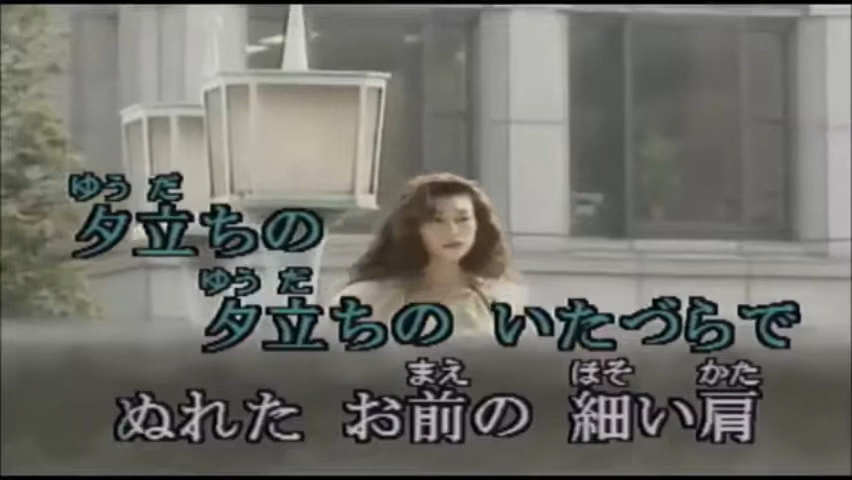 ゆうだ
夕立ちの
ゆうだ
夕立ちの いたづらで
まえ ほそ かた
ぬれた お前の 細い肩